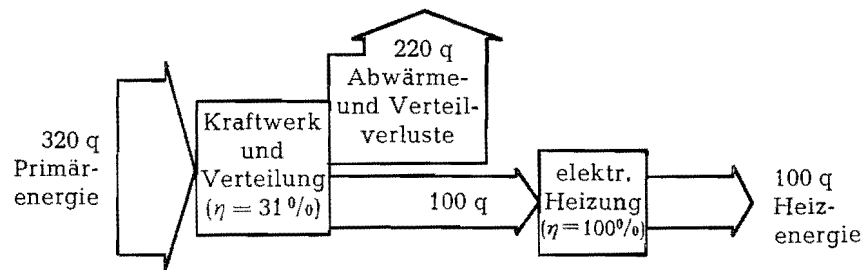 320 q
Primär-
energie
Kraftwerk
und
Verteilung
(η = 31 %)
220 q
Abwärme-
und Verteil-
verluste
100 q
elektr.
Heizung
(η = 100%)
100 q
Heiz-
energie